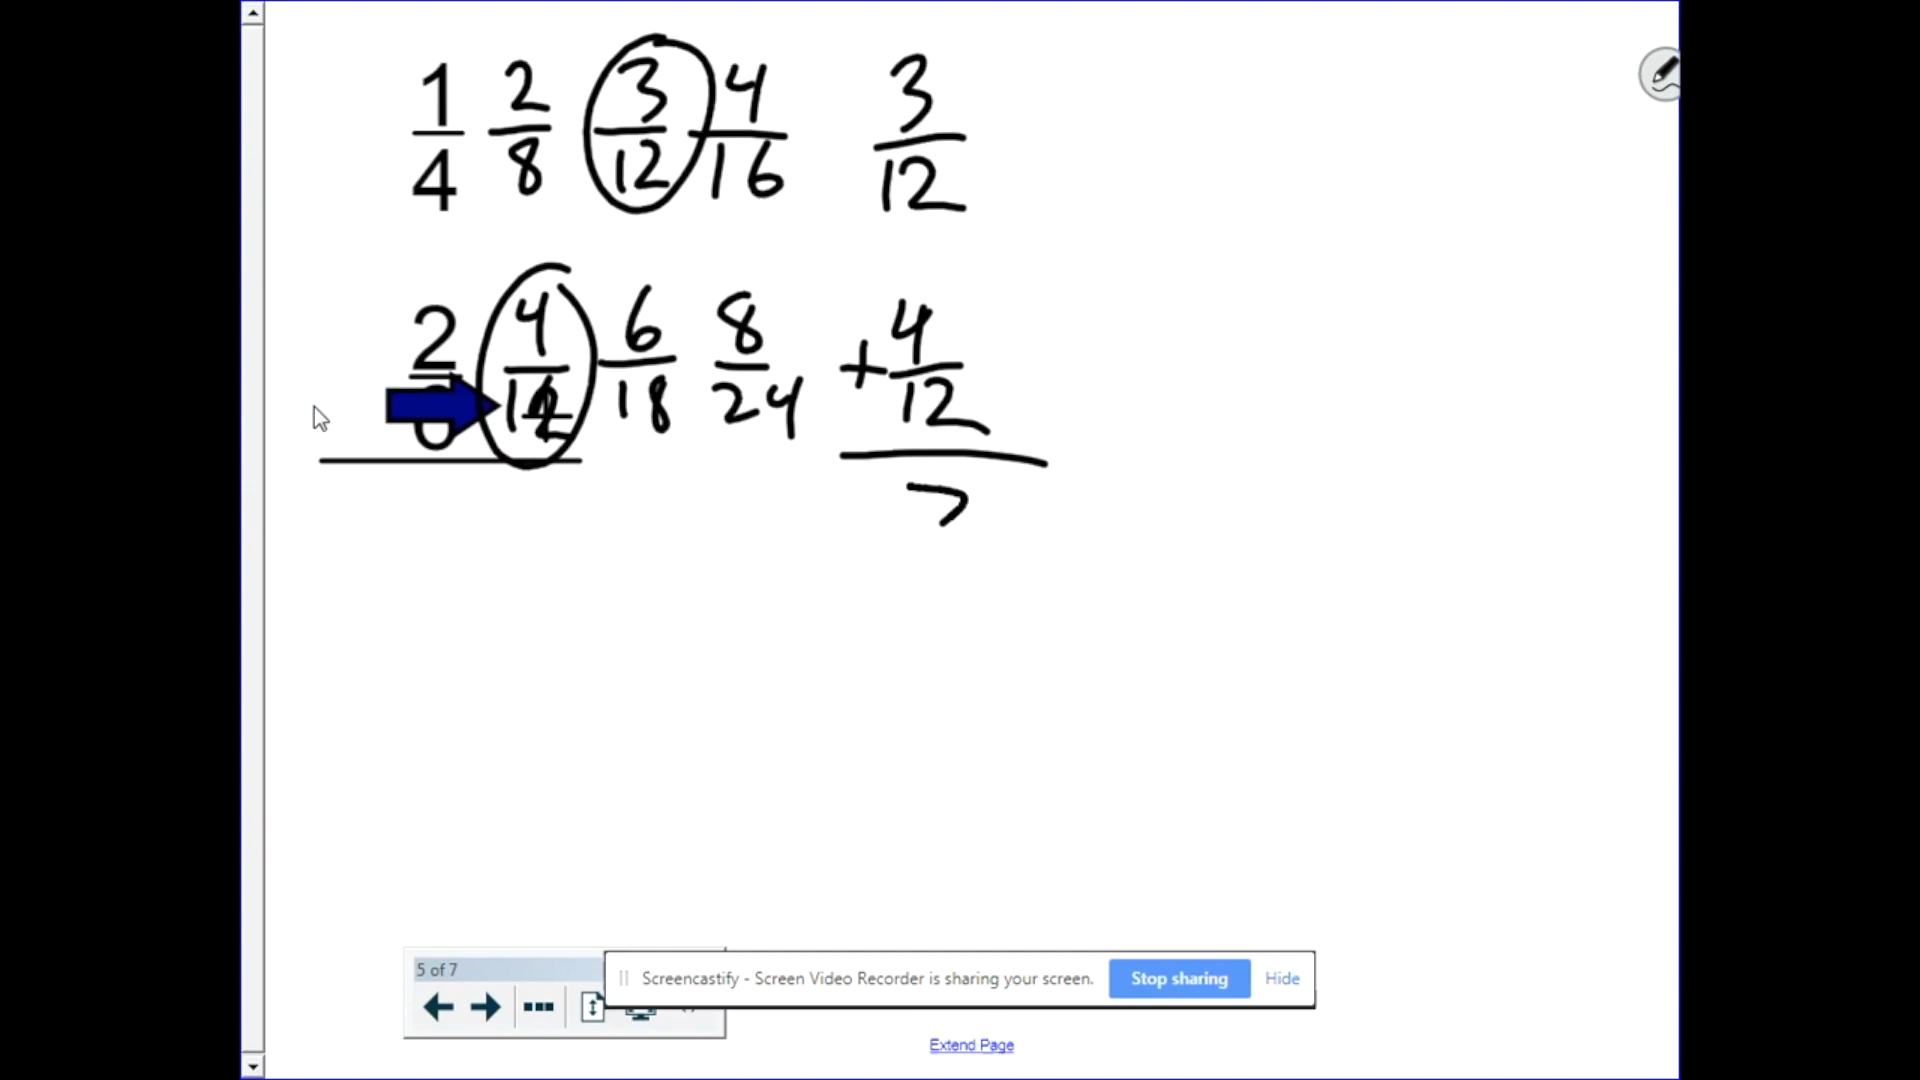 1/4 2/8 3/12 4/16 3/12
2/6 4/12 6/18 8/24 + 4/12
7
5 of 7
Screencastify - Screen Video Recorder is sharing your screen. Stop sharing Hide
Extend Page